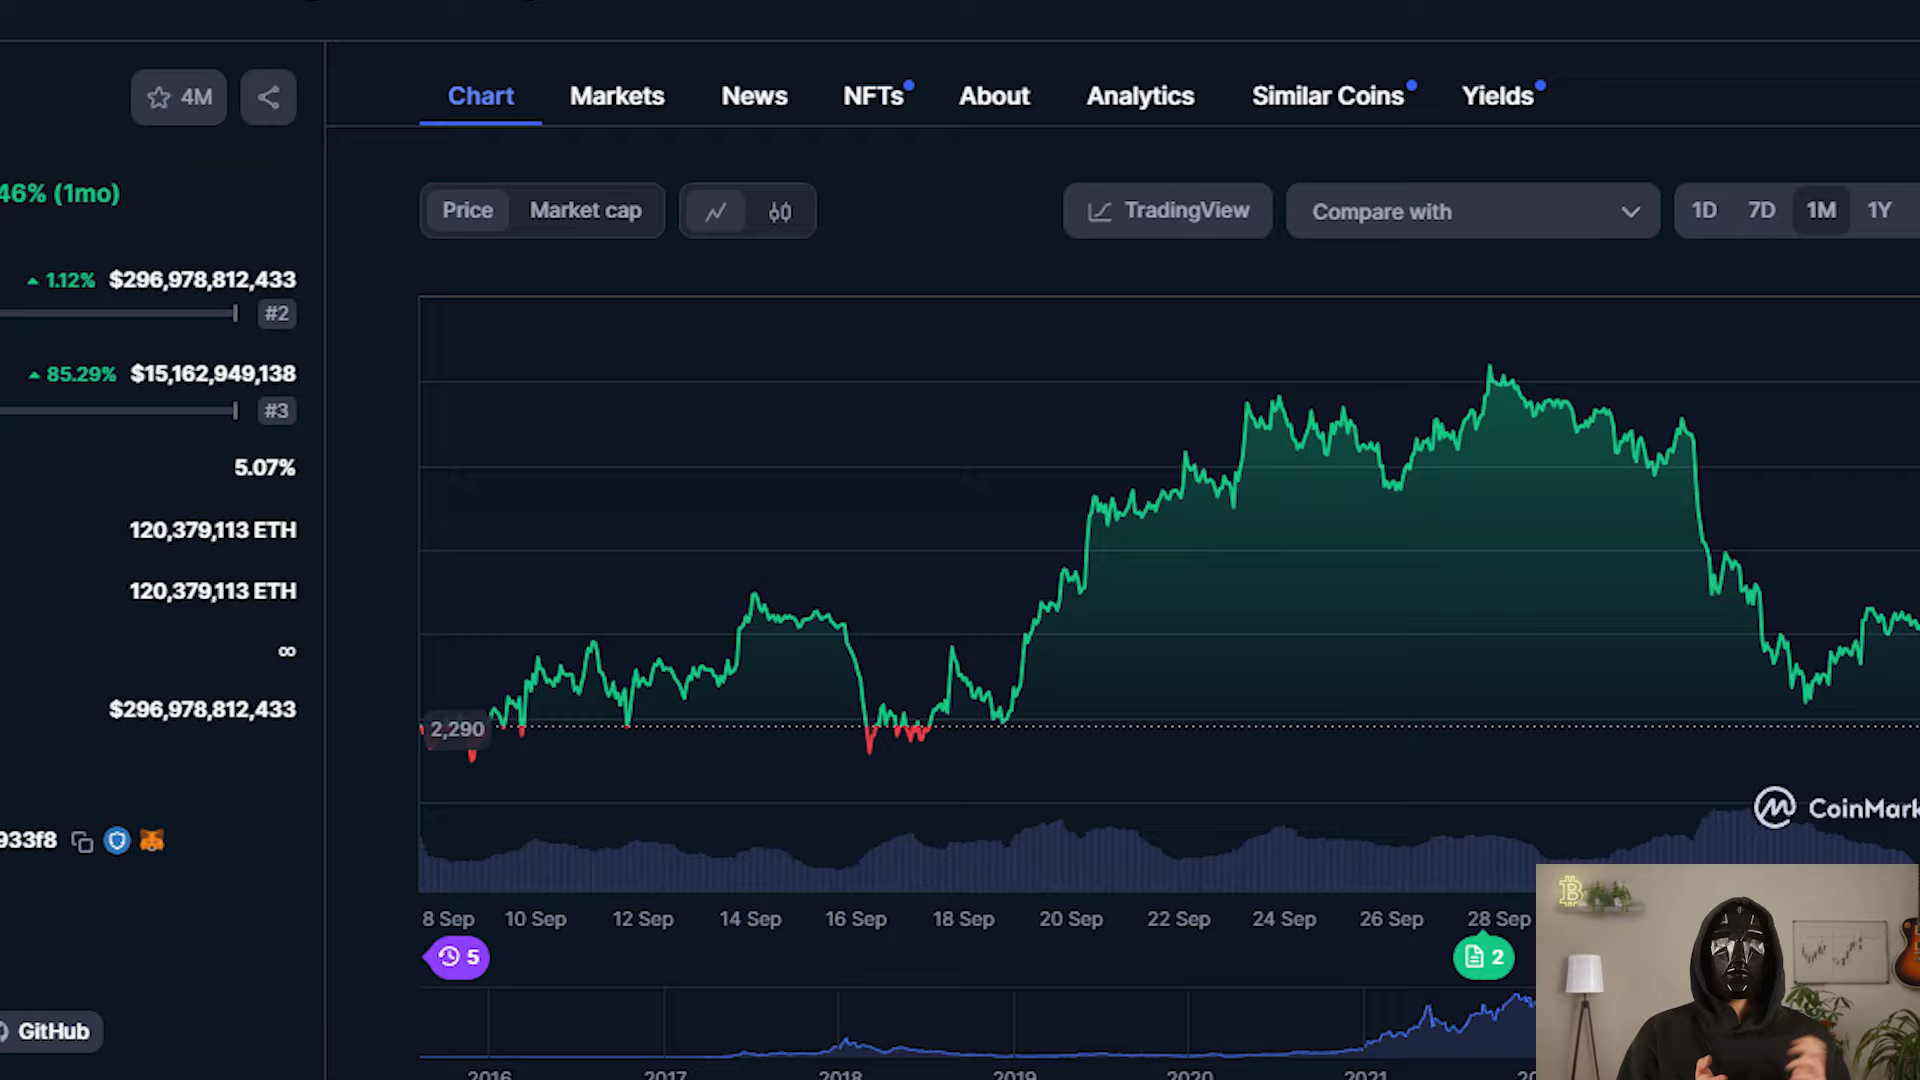 4M
Chart Markets News NFTs About Analytics Similar Coins Yields
46% (1mo)
Price Market cap TradingView Compare with 1D 7D 1M 1Y
1.12% $296,978,812,433
#2
85.29% $15,162,949,138
#3
5.07%
120,379,113 ETH
120,379,113 ETH
∞
$296,978,812,433
2,290
CoinMark
933f8
8 Sep 10 Sep 12 Sep 14 Sep 16 Sep 18 Sep 20 Sep 22 Sep 24 Sep 26 Sep 28 Sep
5
2
GitHub
2016 2017 2018 2019 2020 2021